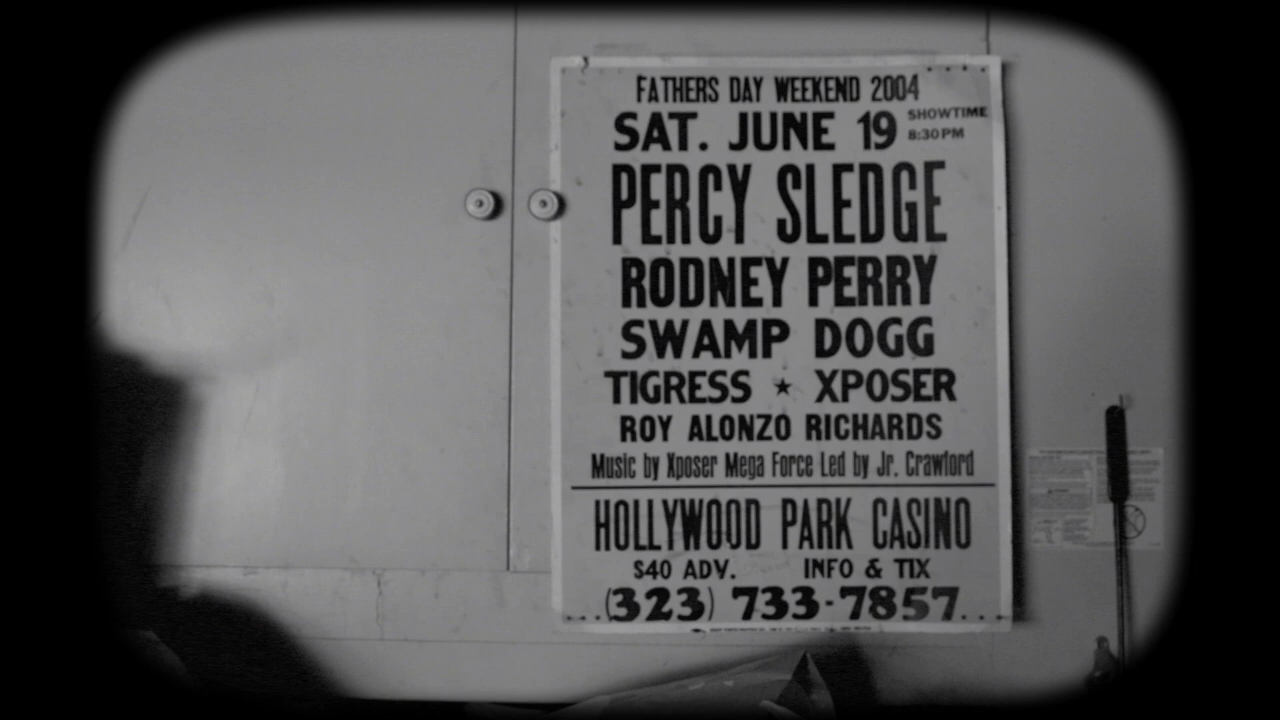 FATHERS DAY WEEKEND 2004
SAT. JUNE 19 SHOWTIME 8:30 PM
PERCY SLEDGE
RODNEY PERRY
SWAMP DOGG
TIGRESS ★ XPOSER
ROY ALONZO RICHARDS
Music by Xposer Mega Force Led by Jr. Crawford
HOLLYWOOD PARK CASINO
$40 ADV. INFO & TIX
(323) 733-7857